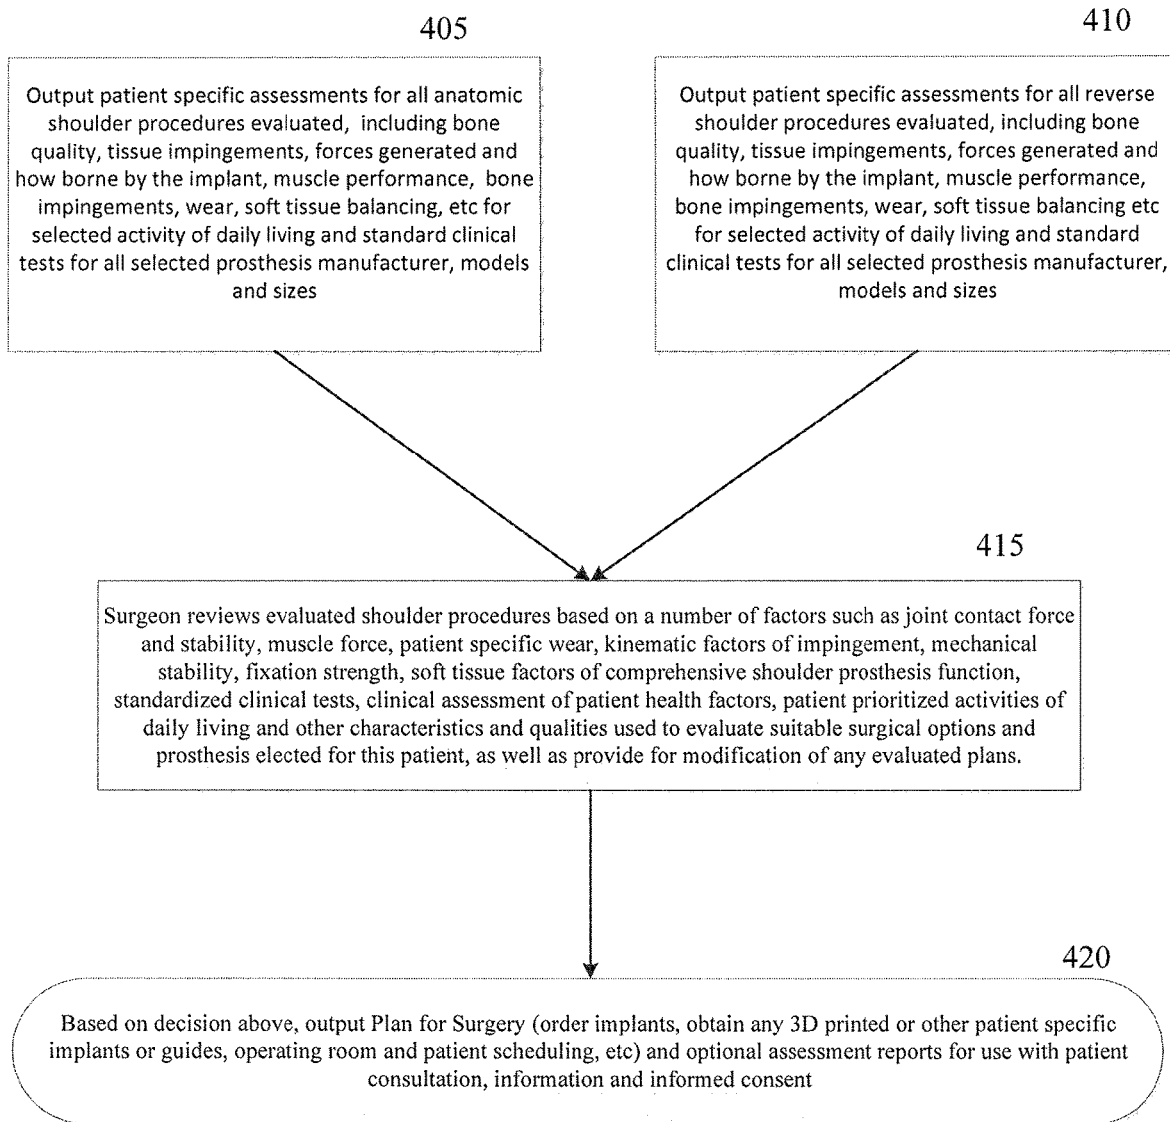 405
Output patient specific assessments for all anatomic
shoulder procedures evaluated, including bone
quality, tissue impingements, forces generated and
how borne by the implant, muscle performance, bone
impingements, wear, soft tissue balancing, etc for
selected activity of daily living and standard clinical
tests for all selected prosthesis manufacturer, models
and sizes
410
Output patient specific assessments for all reverse
shoulder procedures evaluated, including bone
quality, tissue impingements, forces generated and
how borne by the implant, muscle performance,
bone impingements, wear, soft tissue balancing etc
for selected activity of daily living and standard
clinical tests for all selected prosthesis manufacturer,
models and sizes
415
Surgeon reviews evaluated shoulder procedures based on a number of factors such as joint contact force
and stability, muscle force, patient specific wear, kinematic factors of impingement, mechanical
stability, fixation strength, soft tissue factors of comprehensive shoulder prosthesis function,
standardized clinical tests, clinical assessment of patient health factors, patient prioritized activities of
daily living and other characteristics and qualities used to evaluate suitable surgical options and
prosthesis elected for this patient, as well as provide for modification of any evaluated plans.
420
Based on decision above, output Plan for Surgery (order implants, obtain any 3D printed or other patient specific
implants or guides, operating room and patient scheduling, etc) and optional assessment reports for use with patient
consultation, information and informed consent